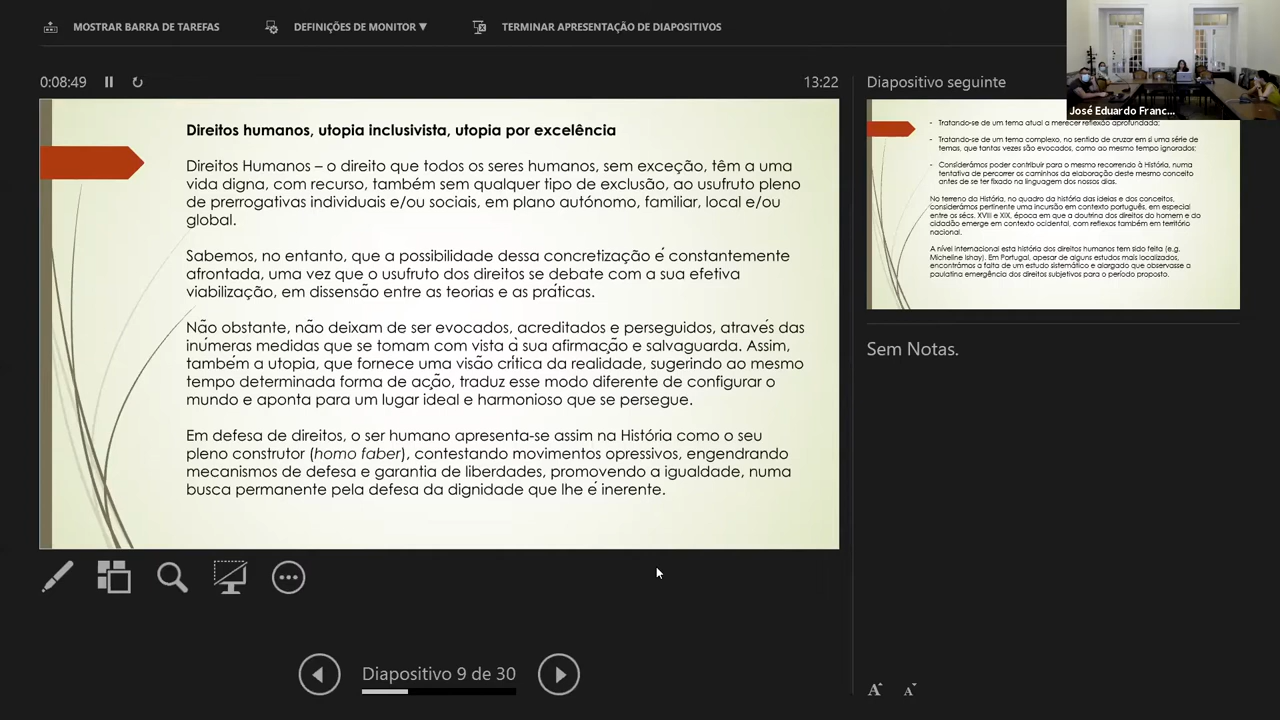 MOSTRAR BARRA DE TAREFAS
DEFINIÇÕES DE MONITOR ▼
TERMINAR APRESENTAÇÃO DE DIAPOSITIVOS
0:08:49
13:22
Direitos humanos, utopia inclusivista, utopia por excelência
Direitos Humanos – o direito que todos os seres humanos, sem exceção, têm a uma
vida digna, com recurso, também sem qualquer tipo de exclusão, ao usufruto pleno
de prerrogativas individuais e/ou sociais, em plano autónomo, familiar, local e/ou
global.
Sabemos, no entanto, que a possibilidade dessa concretização é constantemente
afrontada, uma vez que o usufruto dos direitos se debate com a sua efetiva
viabilização, em dissensão entre as teorias e as práticas.
Não obstante, não deixam de ser evocados, acreditados e perseguidos, através das
inúmeras medidas que se tomam com vista à sua afirmação e salvaguarda. Assim,
também a utopia, que fornece uma visão crítica da realidade, sugerindo ao mesmo
tempo determinada forma de ação, traduz esse modo diferente de configurar o
mundo e aponta para um lugar ideal e harmonioso que se persegue.
Em defesa de direitos, o ser humano apresenta-se assim na História como o seu
pleno construtor (homo faber), contestando movimentos opressivos, engendrando
mecanismos de defesa e garantia de liberdades, promovendo a igualdade, numa
busca permanente pela defesa da dignidade que lhe é inerente.
Diapositivo 9 de 30
Diapositivo seguinte
José Eduardo Franc...
- Tratando-se de um tema atual a merecer reflexão aprofundada;
- Tratando-se de um tema complexo, no sentido de cruzar em si uma série de
temas, que tantas vezes são evocados, como ao mesmo tempo ignorados;
- Considerámos poder contribuir para o mesmo recorrendo à História, numa
tentativa de percorrer os caminhos da elaboração deste mesmo conceito
antes de se ter fixado na linguagem dos nossos dias.
No terreno da História, no quadro da história das ideias e dos conceitos,
considerámos pertinente uma incursão em contexto português, em especial
entre os sécs. XVIII e XIX, época em que a doutrina dos direitos do homem e do
cidadão emerge em contexto ocidental, com reflexos também em território
nacional.
A nível internacional esta história dos direitos humanos tem sido feita (e.g.
Micheline Ishay). Em Portugal, apesar de alguns estudos mais localizados,
encontrámos a falta de um estudo sistemático e alargado que observasse a
paulatina emergência dos direitos subjetivos para o período proposto.
Sem Notas.
A A